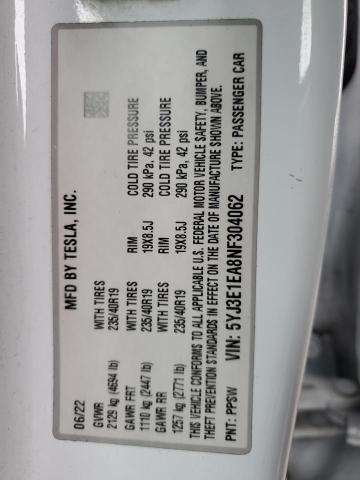 MFD BY TESLA, INC.
06/22
GVWR WITH TIRES RIM COLD TIRE PRESSURE
2129 kg (4694 lb) 235/40R19 19X8.5J 290 kPa, 42 psi
GAWR FRT WITH TIRES RIM COLD TIRE PRESSURE
1110 kg (2447 lb) 235/40R19 19X8.5J 290 kPa, 42 psi
GAWR RR
1257 kg (2771 lb) 235/40R19
THIS VEHICLE CONFORMS TO ALL APPLICABLE U.S. FEDERAL MOTOR VEHICLE SAFETY, BUMPER, AND
THEFT PREVENTION STANDARDS IN EFFECT ON THE DATE OF MANUFACTURE SHOWN ABOVE.
VIN: 5YJ3E1EA8NF304062
PNT: PPSW TYPE: PASSENGER CAR